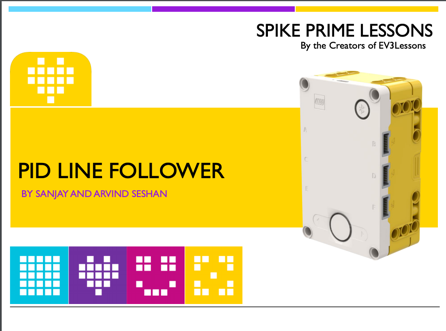 SPIKE PRIME LESSONS
By the Creators of EV3Lessons
PID LINE FOLLOWER
BY SANJAY AND ARVIND SESHAN